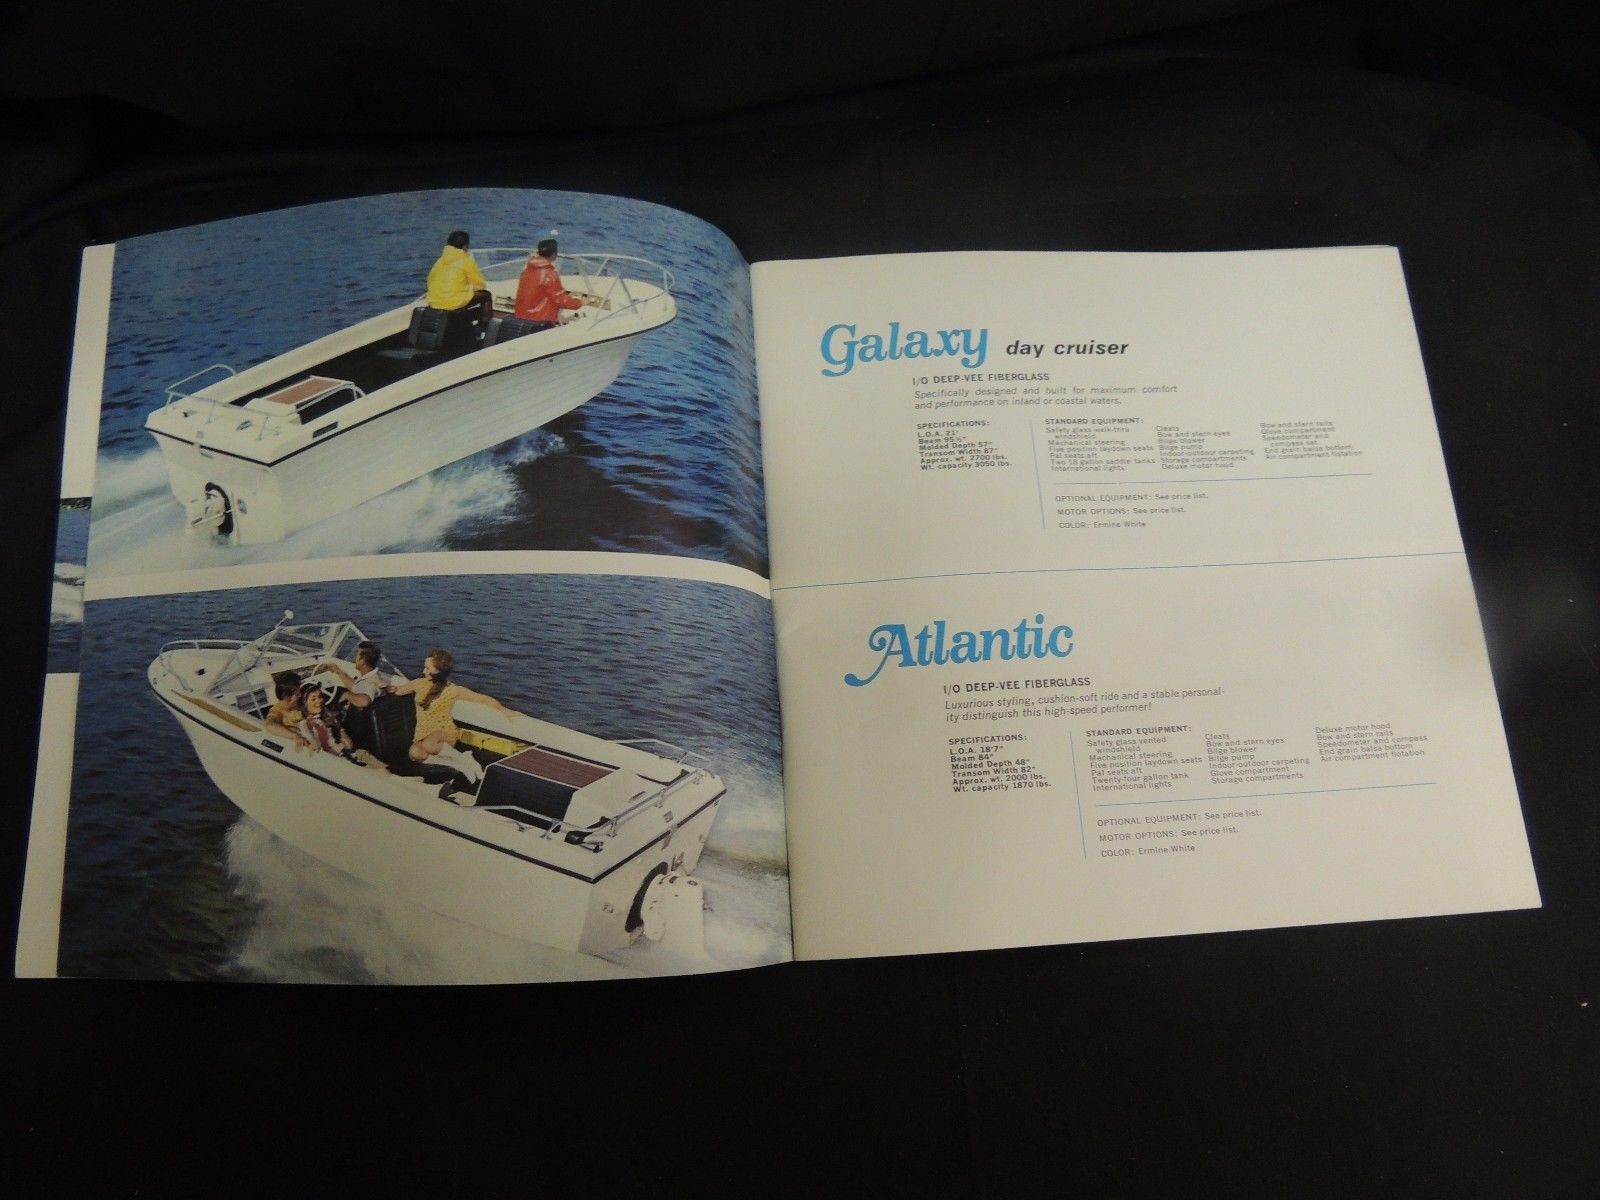 Galaxy day cruiser
I/O DEEP-VEE FIBERGLASS
Specifically designed and built for maximum comfort
and performance on inland or coastal waters.
SPECIFICATIONS:
L.O.A. 21'
Beam 95½"
Molded Depth 57"
Transom Width 87"
Approx. wt. 2700 lbs.
Wt. capacity 3050 lbs.
STANDARD EQUIPMENT:
Safety glass walk-thru
windshield
Mechanical steering
Five position laydown seats
Pal seats aft
Two 18 gallon saddle tanks
International lights
Cleats
Bow and stern eyes
Bilge blower
Bilge pump
Indoor-outdoor carpeting
Storage compartments
Deluxe motor hood
Bow and stern rails
Glove compartment
Speedometer and
compass set
End grain balsa bottom
Air compartment flotation
OPTIONAL EQUIPMENT: See price list.
MOTOR OPTIONS: See price list.
COLOR: Ermine White
Atlantic
I/O DEEP-VEE FIBERGLASS
Luxurious styling, cushion-soft ride and a stable personal-
ity distinguish this high-speed performer!
SPECIFICATIONS:
L.O.A. 18'7"
Beam 84"
Molded Depth 48"
Transom Width 82"
Approx. wt. 2000 lbs.
Wt. capacity 1870 lbs.
STANDARD EQUIPMENT:
Safety glass vented
windshield
Mechanical steering
Five position laydown seats
Pal seats aft
Twenty-four gallon tank
International lights
Cleats
Bow and stern eyes
Bilge blower
Bilge pump
Indoor-outdoor carpeting
Glove compartment
Storage compartments
Deluxe motor hood
Bow and stern rails
Speedometer and compass
End grain balsa bottom
Air compartment flotation
OPTIONAL EQUIPMENT: See price list.
MOTOR OPTIONS: See price list.
COLOR: Ermine White